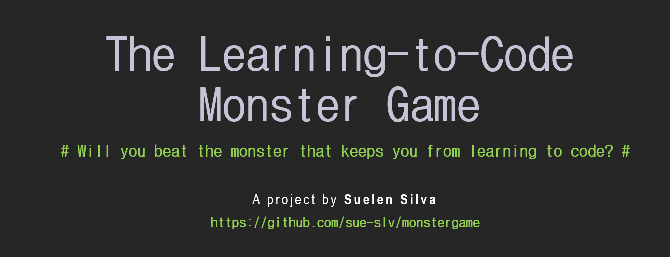 The Learning-to-Code
Monster Game
# Will you beat the monster that keeps you from learning to code? #
A project by Suelen Silva
https://github.com/sue-slv/monstergame